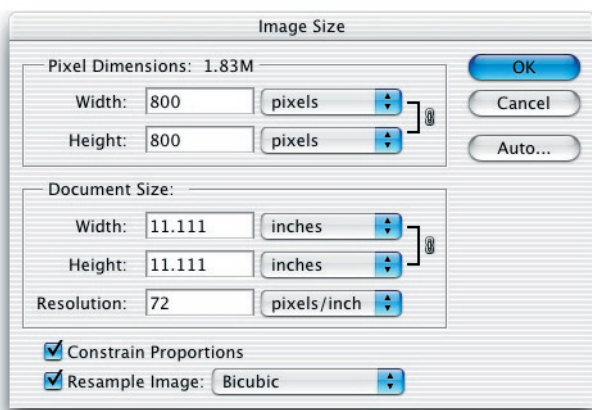 Image Size
Pixel Dimensions: 1.83M
Width: 800 pixels
Height: 800 pixels
OK
Cancel
Auto...
Document Size:
Width: 11.111 inches
Height: 11.111 inches
Resolution: 72 pixels/inch
Constrain Proportions
Resample Image: Bicubic